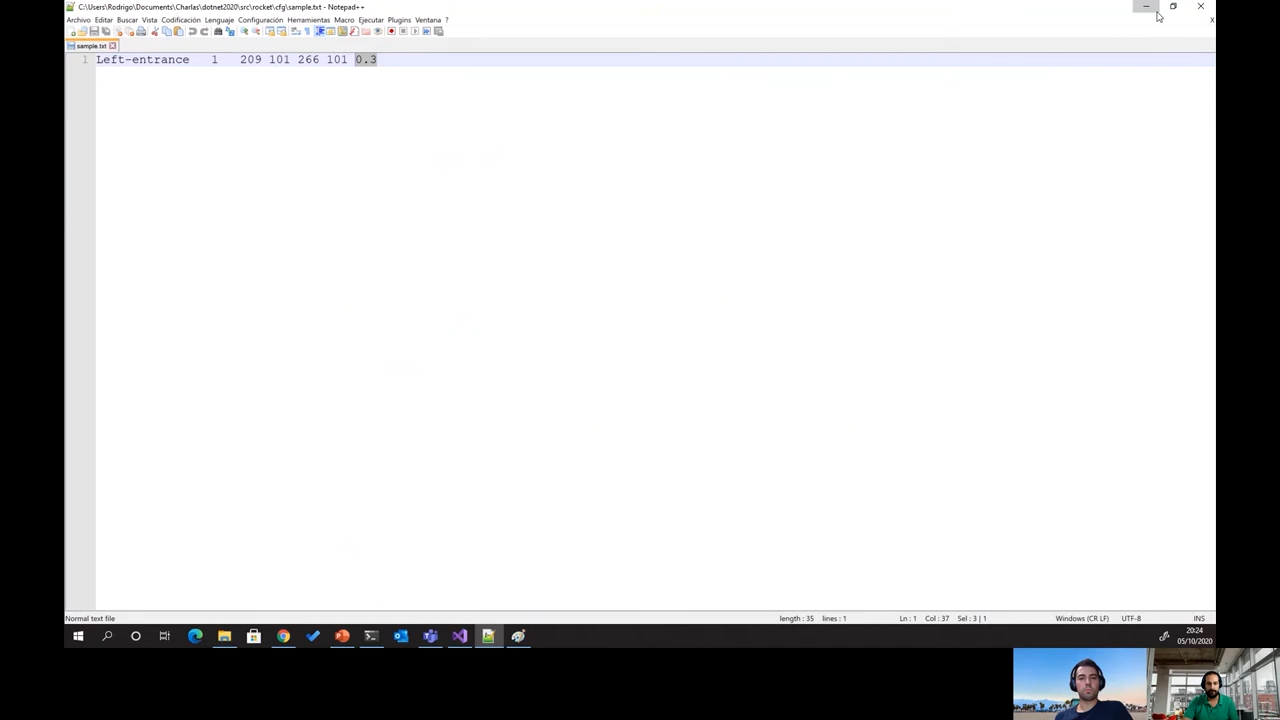 C:\Users\Rodrigo\Documents\Charlas\dotnet2020\src\rocket\cfg\sample.txt - Notepad++
Archivo Editar Buscar Vista Codificación Lenguaje Configuración Herramientas Macro Ejecutar Plugins Ventana ?
X
sample.txt
1 Left-entrance 1 209 101 266 101 0.3
Normal text file length : 35 lines : 1 Ln : 1 Col : 37 Sel : 3 | 1 Windows (CR LF) UTF-8 INS
20:24
05/10/2020